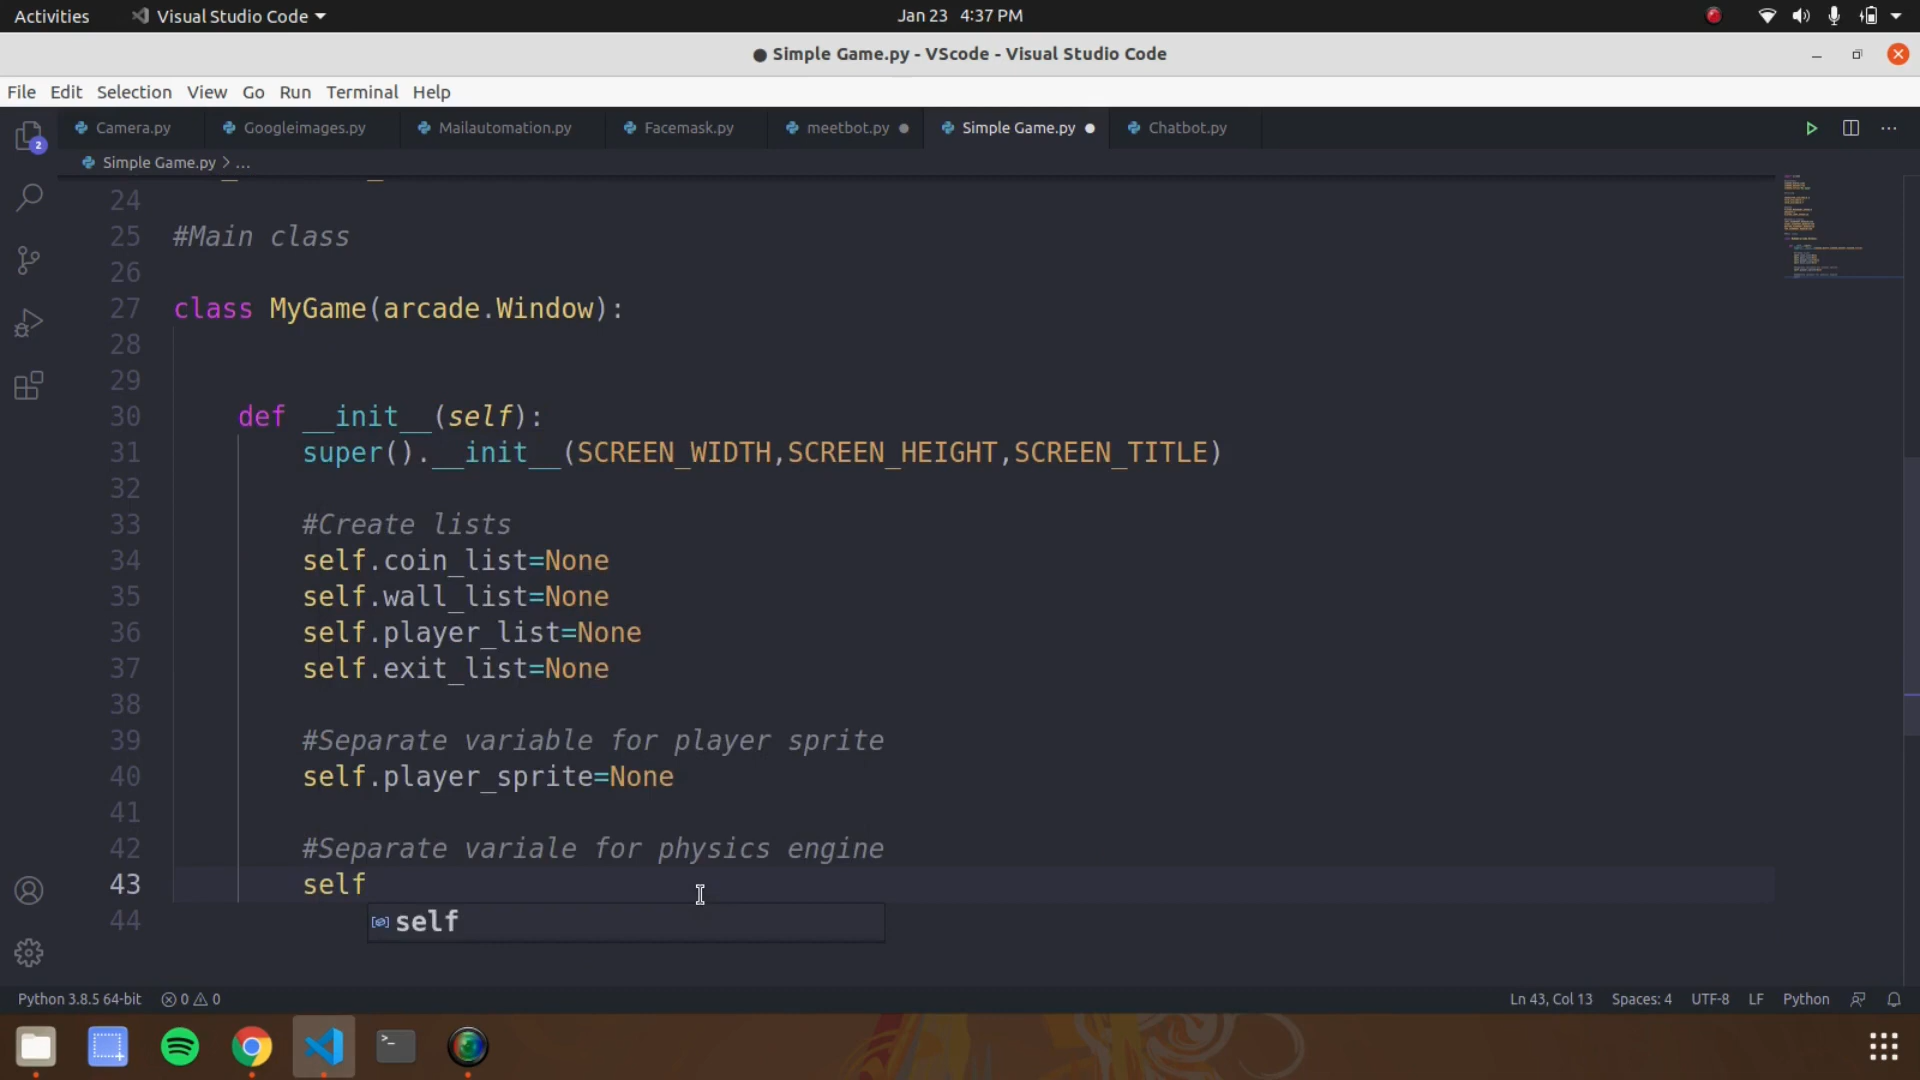 Activities Visual Studio Code Jan 23 4:37 PM
Simple Game.py - VScode - Visual Studio Code
File Edit Selection View Go Run Terminal Help
Camera.py Googleimages.py Mailautomation.py Facemask.py meetbot.py Simple Game.py Chatbot.py
Simple Game.py > ...
24
25 #Main class
26
27 class MyGame(arcade.Window):
28
29
30 def __init__(self):
31 super().__init__(SCREEN_WIDTH,SCREEN_HEIGHT,SCREEN_TITLE)
32
33 #Create lists
34 self.coin_list=None
35 self.wall_list=None
36 self.player_list=None
37 self.exit_list=None
38
39 #Separate variable for player sprite
40 self.player_sprite=None
41
42 #Separate variale for physics engine
43 self
44 self
2
Python 3.8.5 64-bit 0 0 Ln 43, Col 13 Spaces: 4 UTF-8 LF Python